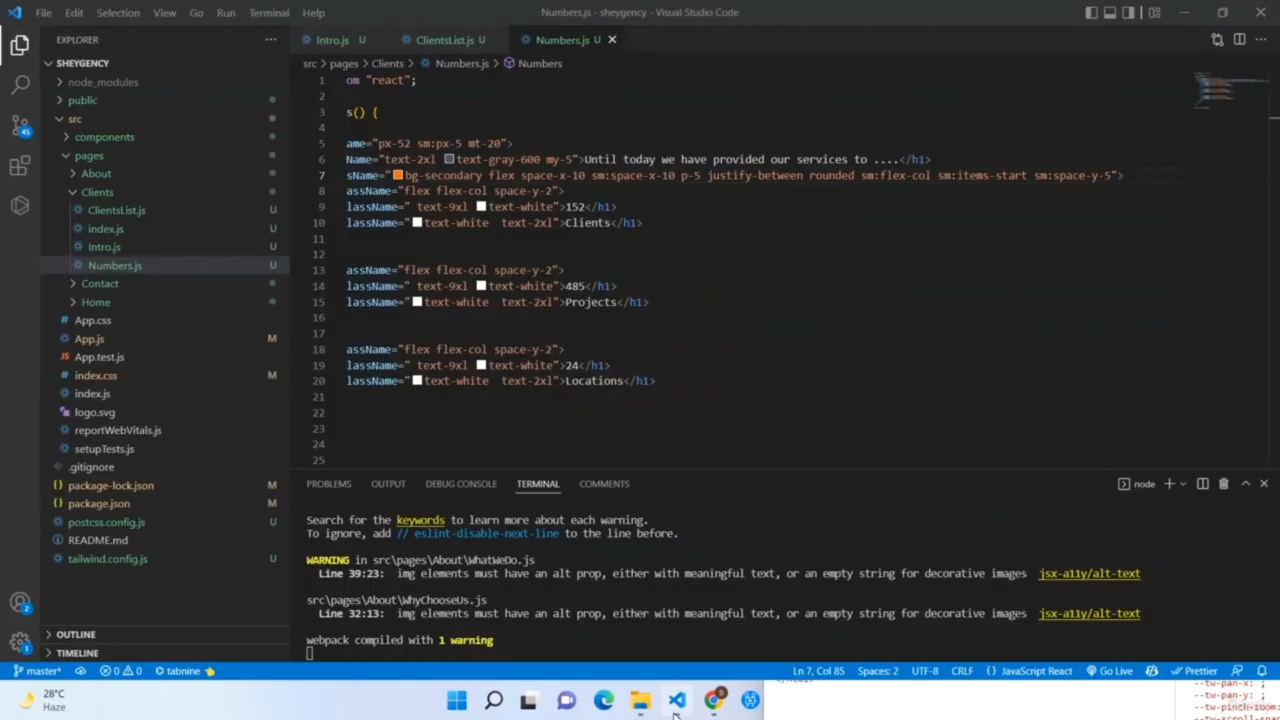 File Edit Selection View Go Run Terminal Help
Numbers.js - sheygency - Visual Studio Code
EXPLORER
SHEYGENCY
node_modules
public
src
components
pages
About
Clients
ClientsList.js U
index.js U
Intro.js U
Numbers.js U
Contact
Home
App.css
App.js M
App.test.js
index.css M
index.js
logo.svg
reportWebVitals.js
setupTests.js
.gitignore
package-lock.json M
package.json M
postcss.config.js U
README.md
tailwind.config.js U
OUTLINE
TIMELINE
45
2
1
Intro.js U ClientsList.js U Numbers.js U
src > pages > Clients > Numbers.js > Numbers
1 om "react";
2
3 s() {
4
5 ame="px-52 sm:px-5 mt-20">
6 Name="text-2xl text-gray-600 my-5">Until today we have provided our services to ....</h1>
7 sName="bg-secondary flex space-x-10 sm:space-x-10 p-5 justify-between rounded sm:flex-col sm:items-start sm:space-y-5">
8 assName="flex flex-col space-y-2">
9 lassName=" text-9xl text-white">152</h1>
10 lassName="text-white  text-2xl">Clients</h1>
11
12
13 assName="flex flex-col space-y-2">
14 lassName=" text-9xl text-white">485</h1>
15 lassName="text-white  text-2xl">Projects</h1>
16
17
18 assName="flex flex-col space-y-2">
19 lassName=" text-9xl text-white">24</h1>
20 lassName="text-white  text-2xl">Locations</h1>
21
22
23
24
25
PROBLEMS OUTPUT DEBUG CONSOLE TERMINAL COMMENTS
node
Search for the keywords to learn more about each warning.
To ignore, add // eslint-disable-next-line to the line before.
WARNING in src\pages\About\WhatWeDo.js
Line 39:23:  img elements must have an alt prop, either with meaningful text, or an empty string for decorative images  jsx-a11y/alt-text
src\pages\About\WhyChooseUs.js
Line 32:13:  img elements must have an alt prop, either with meaningful text, or an empty string for decorative images  jsx-a11y/alt-text
webpack compiled with 1 warning
master* 0 0 tabnine
Ln 7, Col 85 Spaces: 2 UTF-8 CRLF JavaScript React Go Live Prettier
28°C
Haze
--tw-pan-x: ;
--tw-pan-y: ;
--tw-pinch-zoom: